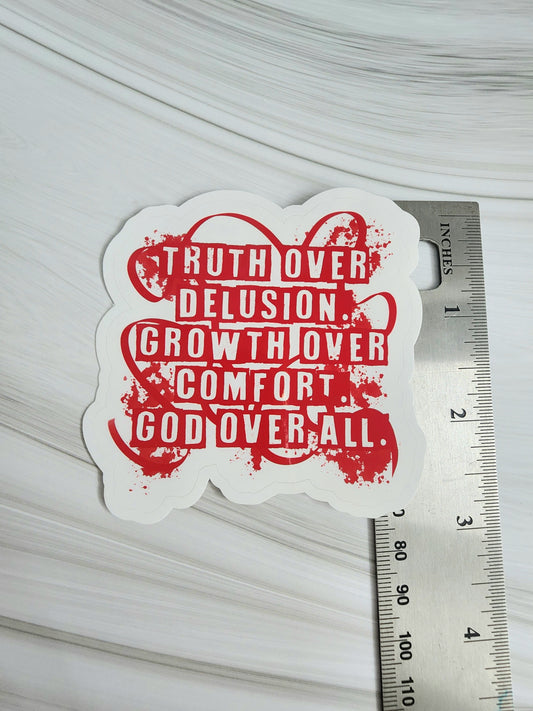 TRUTH OVER
DELUSION.
GROWTH OVER
COMFORT.
GOD OVER ALL.
INCHES
1
2
3
4
80
90
100
110